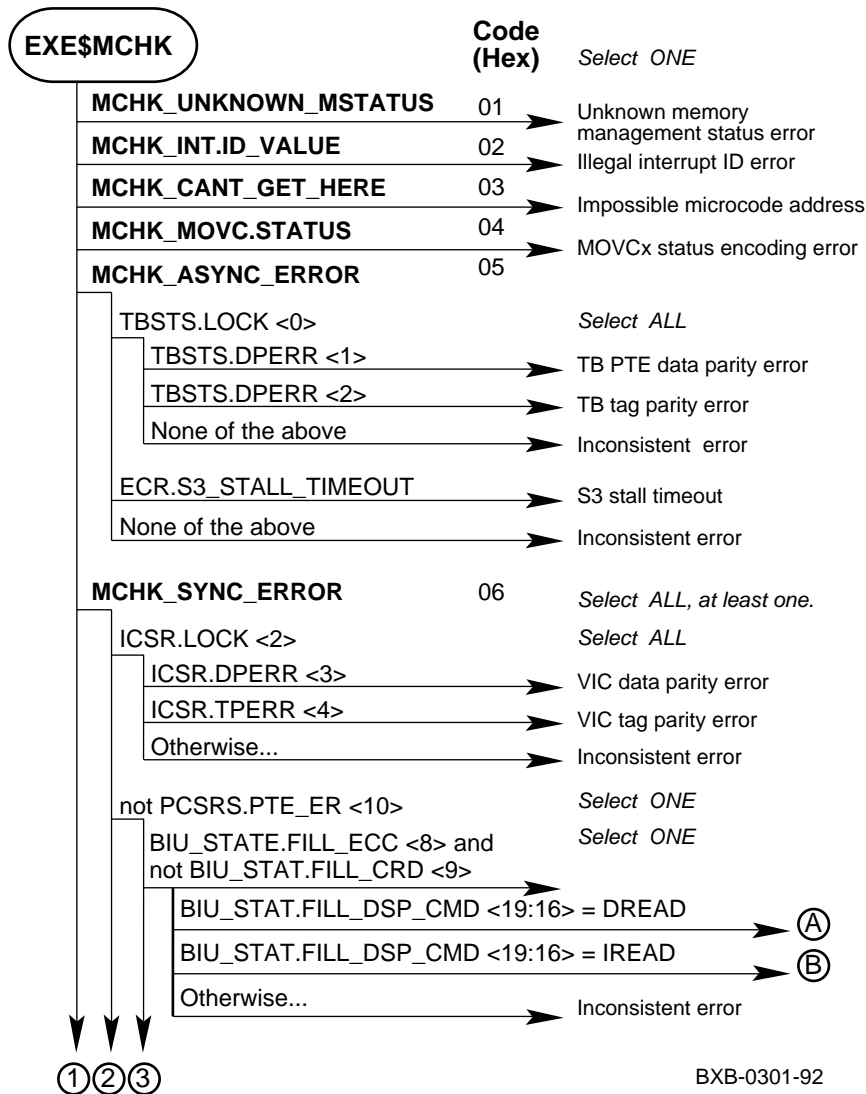 EXE$MCHK
Code
(Hex) Select ONE
MCHK_UNKNOWN_MSTATUS 01
Unknown memory
management status error
MCHK_INT.ID_VALUE 02
Illegal interrupt ID error
MCHK_CANT_GET_HERE 03
Impossible microcode address
MCHK_MOVC.STATUS 04
MOVCx status encoding error
MCHK_ASYNC_ERROR 05
TBSTS.LOCK <0> Select ALL
TBSTS.DPERR <1>
TB PTE data parity error
TBSTS.DPERR <2>
TB tag parity error
None of the above
Inconsistent error
ECR.S3_STALL_TIMEOUT
S3 stall timeout
None of the above
Inconsistent error
MCHK_SYNC_ERROR 06 Select ALL, at least one.
ICSR.LOCK <2> Select ALL
ICSR.DPERR <3>
VIC data parity error
ICSR.TPERR <4>
VIC tag parity error
Otherwise...
Inconsistent error
not PCSRS.PTE_ER <10> Select ONE
BIU_STATE.FILL_ECC <8> and Select ONE
not BIU_STAT.FILL_CRD <9>
BIU_STAT.FILL_DSP_CMD <19:16> = DREAD
A
BIU_STAT.FILL_DSP_CMD <19:16> = IREAD
B
Otherwise...
Inconsistent error
1 2 3
BXB-0301-92